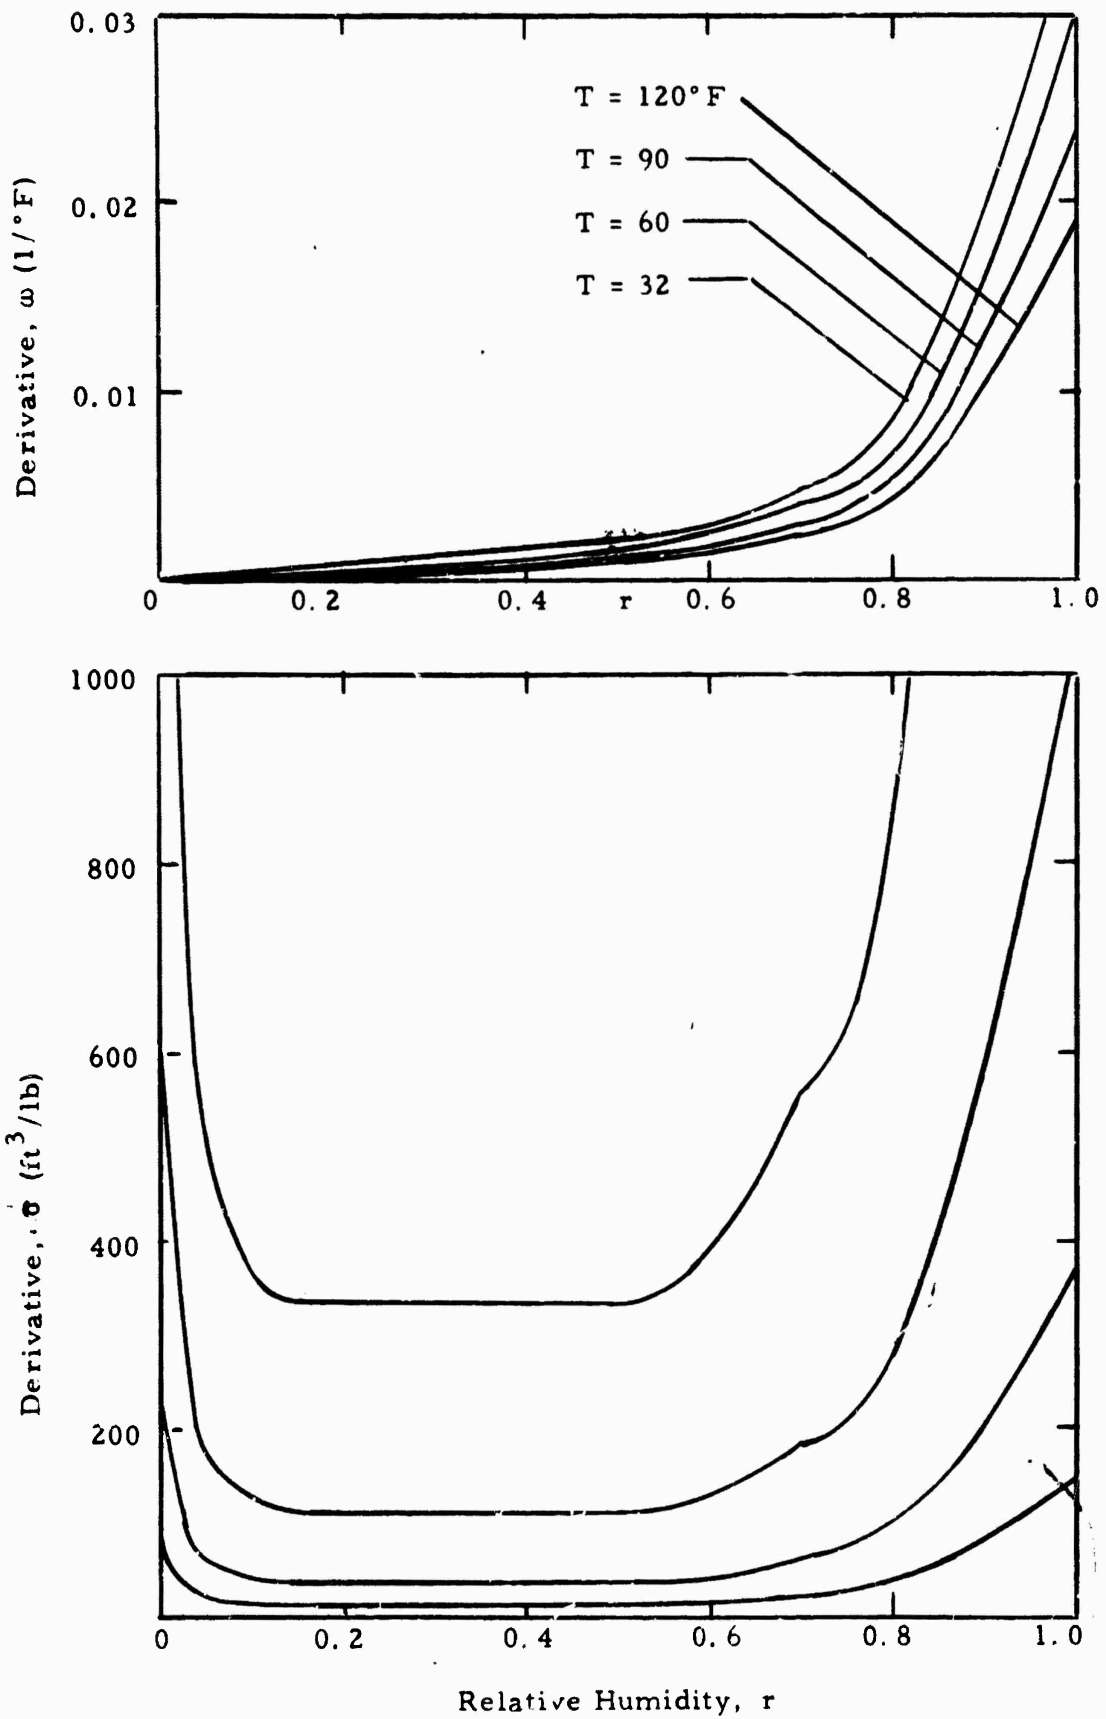 0.03
0.02
0.01
Derivative, ω (1/°F)
T = 120°F
T = 90
T = 60
T = 32
0 0.2 0.4 r 0.6 0.8 1.0
1000
800
600
400
200
Derivative, σ (ft³/lb)
0 0.2 0.4 0.6 0.8 1.0
Relative Humidity, r